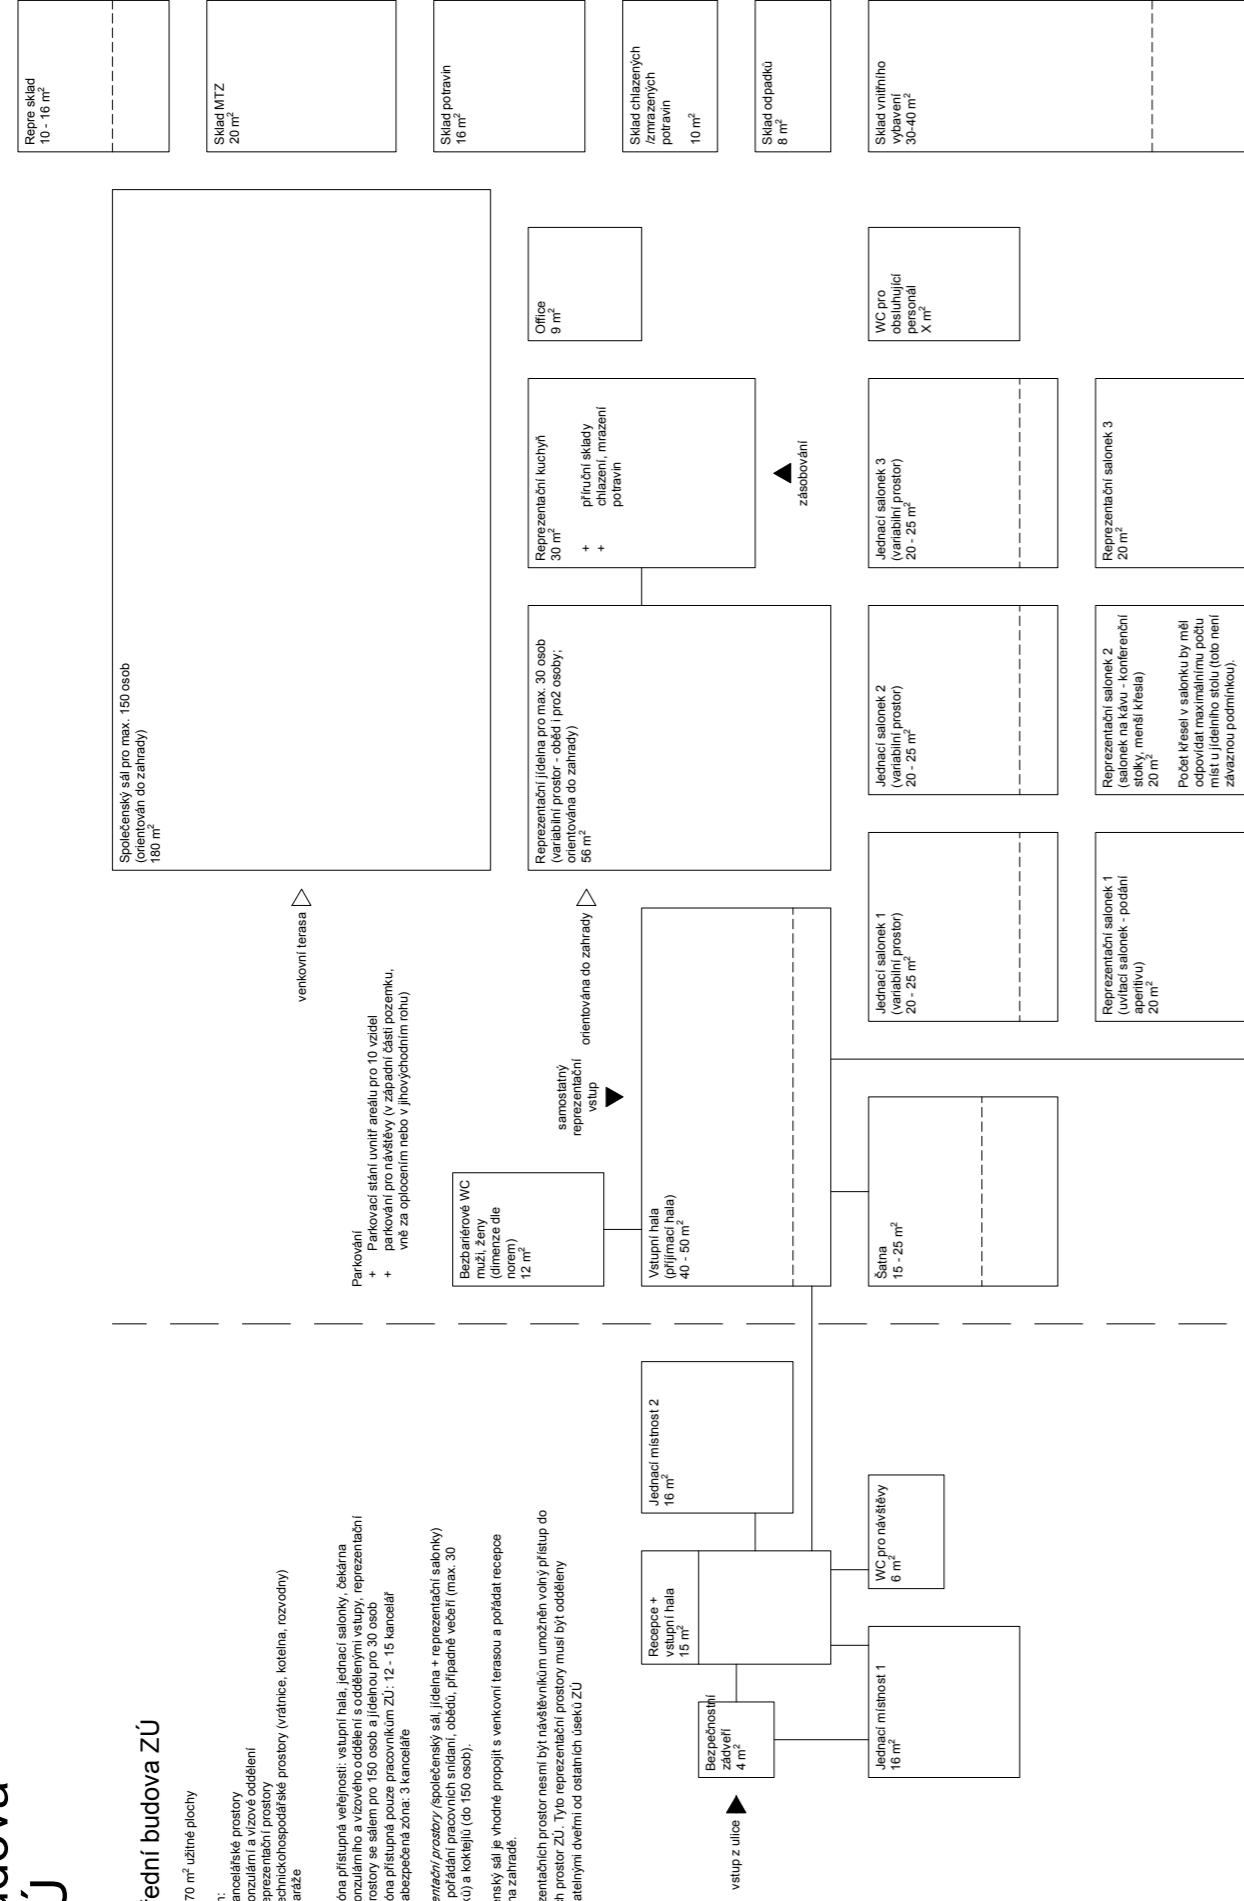 udova
Ú
řední budova ZÚ
70 m² užitné plochy
ancelářské prostory
onzulární a vízové oddělení
eprezentační prostory
echnickohospodářské prostory (vrátnice, kotelna, rozvodny)
aráže
óna přístupná veřejnosti: vstupní hala, jednací salonky, čekárna
onzulárního a vízového oddělení s oddělenými vstupy, reprezentační
rostory se sálem pro 150 osob a jídelnou pro 30 osob
óna přístupná pouze pracovníkům ZÚ: 12 - 15 kancelář
abezpečená zóna: 3 kanceláře
entační prostory (společenský sál, jídelna + reprezentační salonky)
pořádání pracovních snídaní, obědů, případně večeří (max. 30
ků) a koktejlů (do 150 osob).
enský sál je vhodné propojit s venkovní terasou a pořádat recepce
na zahradě.
zentačních prostor nesmí být návštěvníkům umožněn volný přístup do
ch prostor ZÚ. Tyto reprezentační prostory musí být odděleny
atelnými dveřmi od ostatních úseků ZÚ
vstup z ulice
Bezpečnostní
zádveří
4 m²
Recepce +
vstupní hala
15 m²
Jednací místnost 2
16 m²
Jednací místnost 1
16 m²
WC pro návštěvy
6 m²
Parkování
+ Parkovací stání uvnitř areálu pro 10 vzidel
+ parkování pro návštěvy (v západní části pozemku,
vně za oplocením nebo v jihovýchodním rohu)
Bezbariérové WC
muži, ženy
(dimenze dle
norem)
12 m²
samostatný
reprezentační
vstup
Vstupní hala
(přijímací hala)
40 - 50 m²
Šatna
15 - 25 m²
venkovní terasa
orientována do zahrady
Společenský sál pro max. 150 osob
(orientován do zahrady)
180 m²
Reprezentační jídelna pro max. 30 osob
(variabilní prostor - oběd i pro2 osoby;
orientována do zahrady)
56 m²
Reprezentační kuchyň
30 m²
+ příruční sklady
+ chlazení, mrazení
potravin
zásobování
Office
9 m²
Jednací salonek 1
(variabilní prostor)
20 - 25 m²
Jednací salonek 2
(variabilní prostor)
20 - 25 m²
Jednací salonek 3
(variabilní prostor)
20 - 25 m²
WC pro
obsluhující
personál
X m²
Reprezentační salonek 1
(uvítací salonek - podání
aperitivu)
20 m²
Reprezentační salonek 2
(salonek na kávu - konferenční
stolky, menší křesla)
20 m²
Počet křesel v salonku by měl
odpovídat maximálnímu počtu
míst u jídelního stolu (toto není
závaznou podmínkou).
Reprezentační salonek 3
20 m²
Repre sklad
10 - 16 m²
Sklad MTZ
20 m²
Sklad potravin
16 m²
Sklad chlazených
/zmrazených
potravin
10 m²
Sklad odpadků
8 m²
Sklad vnitřního
vybavení
30-40 m²